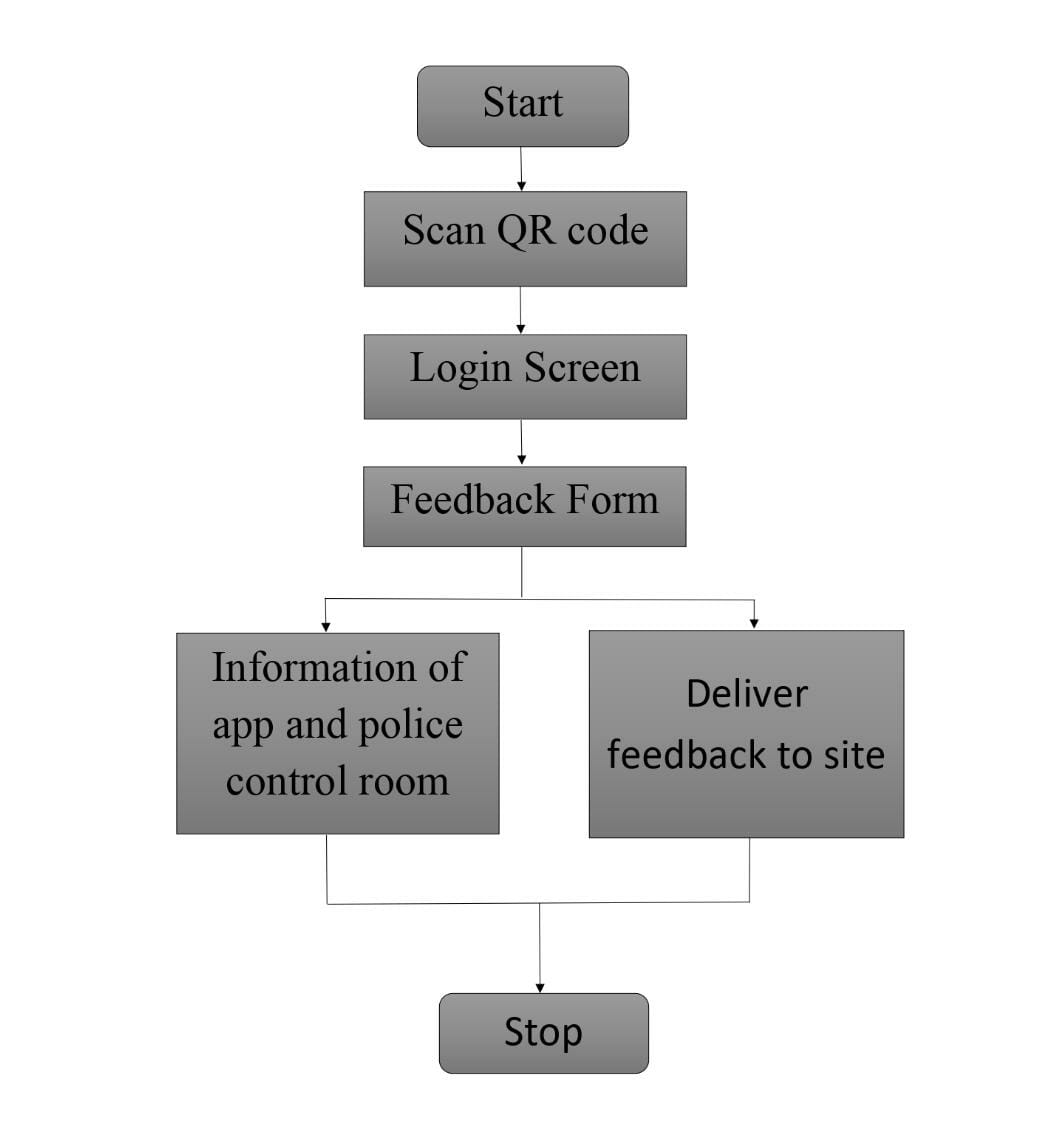 Start
Scan QR code
Login Screen
Feedback Form
Information of
app and police
control room
Deliver
feedback to site
Stop